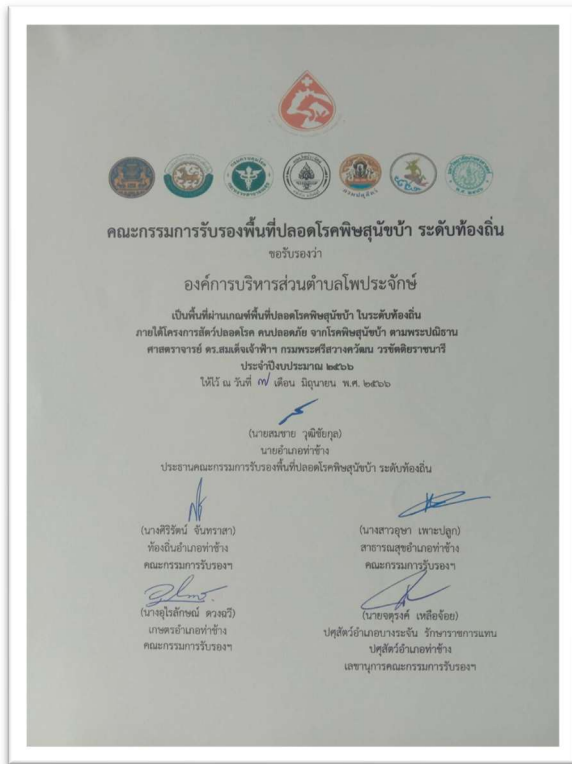 คณะกรรมการรับรองพื้นที่ปลอดโรคพิษสุนัขบ้า ระดับท้องถิ่น
ขอรับรองว่า
องค์การบริหารส่วนตำบลโพประจักษ์
เป็นพื้นที่ผ่านเกณฑ์พื้นที่ปลอดโรคพิษสุนัขบ้า ในระดับท้องถิ่น
ภายใต้โครงการสัตว์ปลอดโรค คนปลอดภัย จากโรคพิษสุนัขบ้า ตามพระปณิธาน
ศาสตราจารย์ ดร.สมเด็จเจ้าฟ้าฯ กรมพระศรีสวางควัฒน วรขัตติยราชนารี
ประจำปีงบประมาณ ๒๕๖๖
ให้ไว้ ณ วันที่ ๗ เดือน มิถุนายน พ.ศ. ๒๕๖๖
(นายสมชาย วุฒิชัยกุล)
นายอำเภอท่าช้าง
ประธานคณะกรรมการรับรองพื้นที่ปลอดโรคพิษสุนัขบ้า ระดับท้องถิ่น
(นางศิริรัตน์ จันทราสา)
ท้องถิ่นอำเภอท่าช้าง
คณะกรรมการรับรองฯ
(นางสาวอุษา เพาะปลูก)
สาธารณสุขอำเภอท่าช้าง
คณะกรรมการรับรองฯ
(นางอุไรลักษณ์ ดวงฉวี)
เกษตรอำเภอท่าช้าง
คณะกรรมการรับรองฯ
(นายจตุรงค์ เหลือจ้อย)
ปศุสัตว์อำเภอบางระจัน รักษาราชการแทน
ปศุสัตว์อำเภอท่าช้าง
เลขานุการคณะกรรมการรับรองฯ